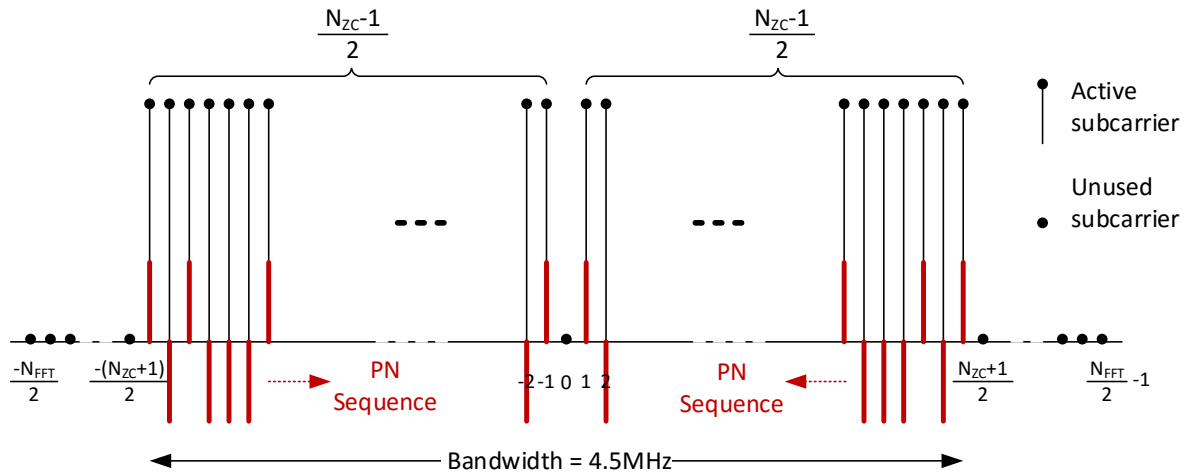 N_ZC-1
2
N_ZC-1
2
Active
subcarrier
Unused
subcarrier
-N_FFT
2
-(N_ZC+1)
2
PN
Sequence
-2 -1 0 1 2
PN
Sequence
N_ZC+1
2
N_FFT
2
-1
Bandwidth = 4.5MHz